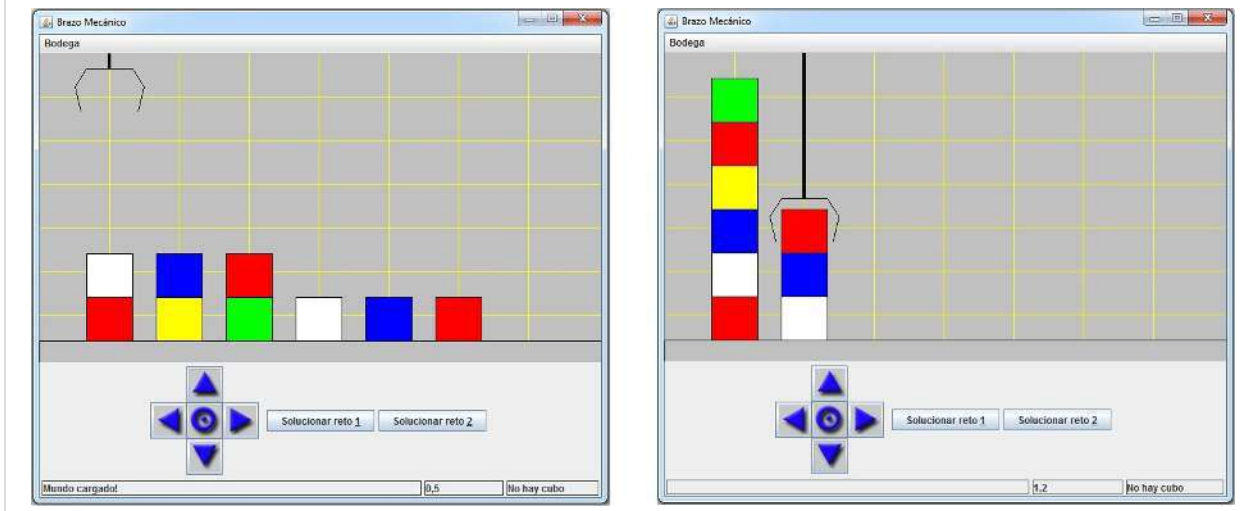 Brazo Mecánico
Bodega
Solucionar reto 1
Solucionar reto 2
Mundo cargado!
0,5
No hay cubo
Brazo Mecánico
Bodega
Solucionar reto 1
Solucionar reto 2
1,2
No hay cubo